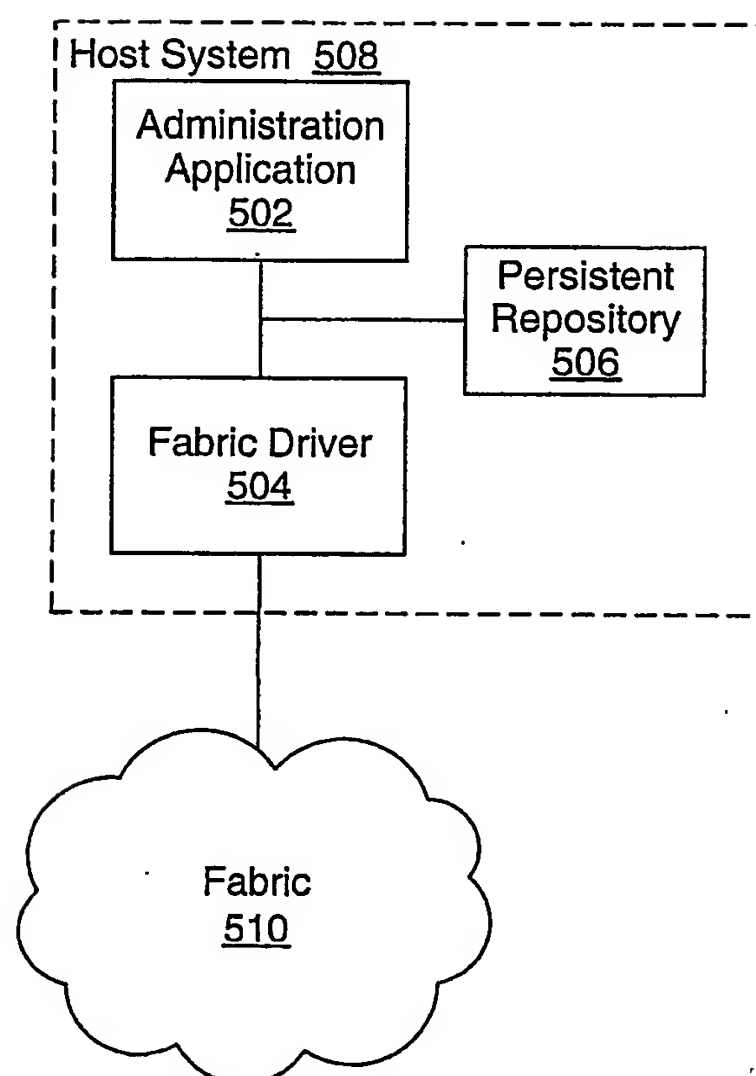 Host System 508
Administration
Application
502
Persistent
Repository
506
Fabric Driver
504
Fabric
510